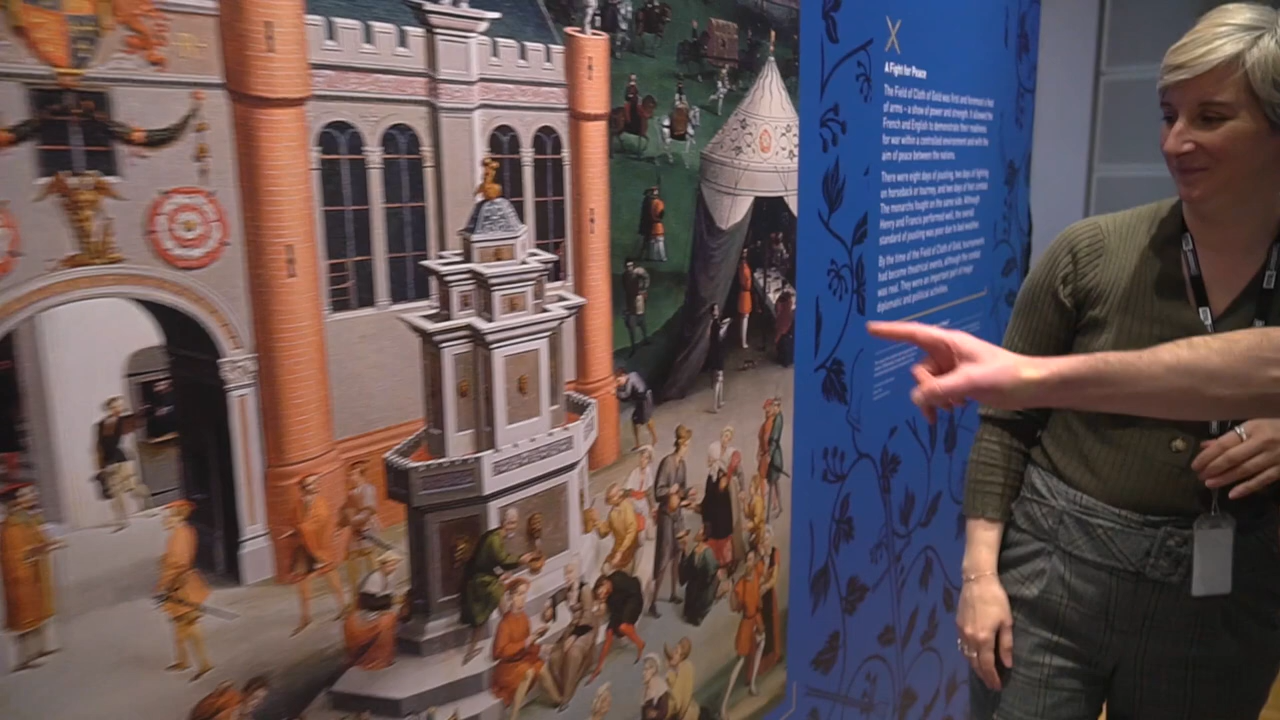 A Fight for Peace
The Field of Cloth of Gold was first and foremost a feat
of arms – a show of power and strength. It allowed the
French and English to demonstrate their readiness
for war within a controlled environment and with the
aim of peace between the nations.
There were eight days of jousting, two days of fighting
on horseback at tourney, and two days of foot combat.
The monarchs fought on the same side. Although
Henry and Francis performed well, the overall
standard of jousting was poor due to bad weather.
By the time of the Field of Cloth of Gold, tournaments
had become theatrical events, although the combat
was real. They were an important part of major
diplomatic and political activities.